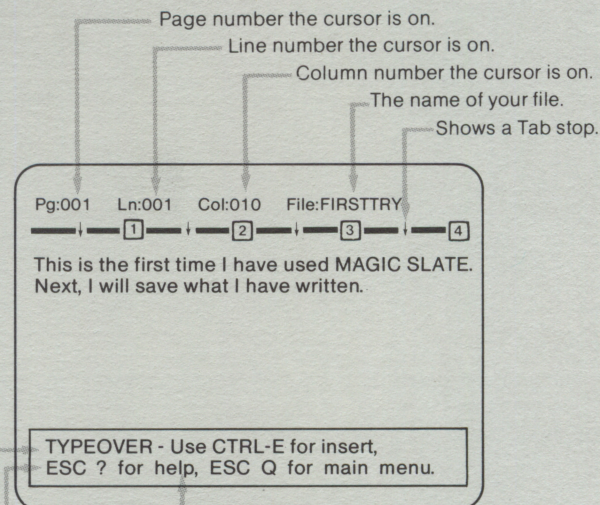 Page number the cursor is on.
Line number the cursor is on.
Column number the cursor is on.
The name of your file.
Shows a Tab stop.
Pg:001 Ln:001 Col:010 File:FIRSTTRY
1 2 3 4
This is the first time I have used MAGIC SLATE.
Next, I will save what I have written.
TYPEOVER - Use CTRL-E for insert,
ESC ? for help, ESC Q for main menu.